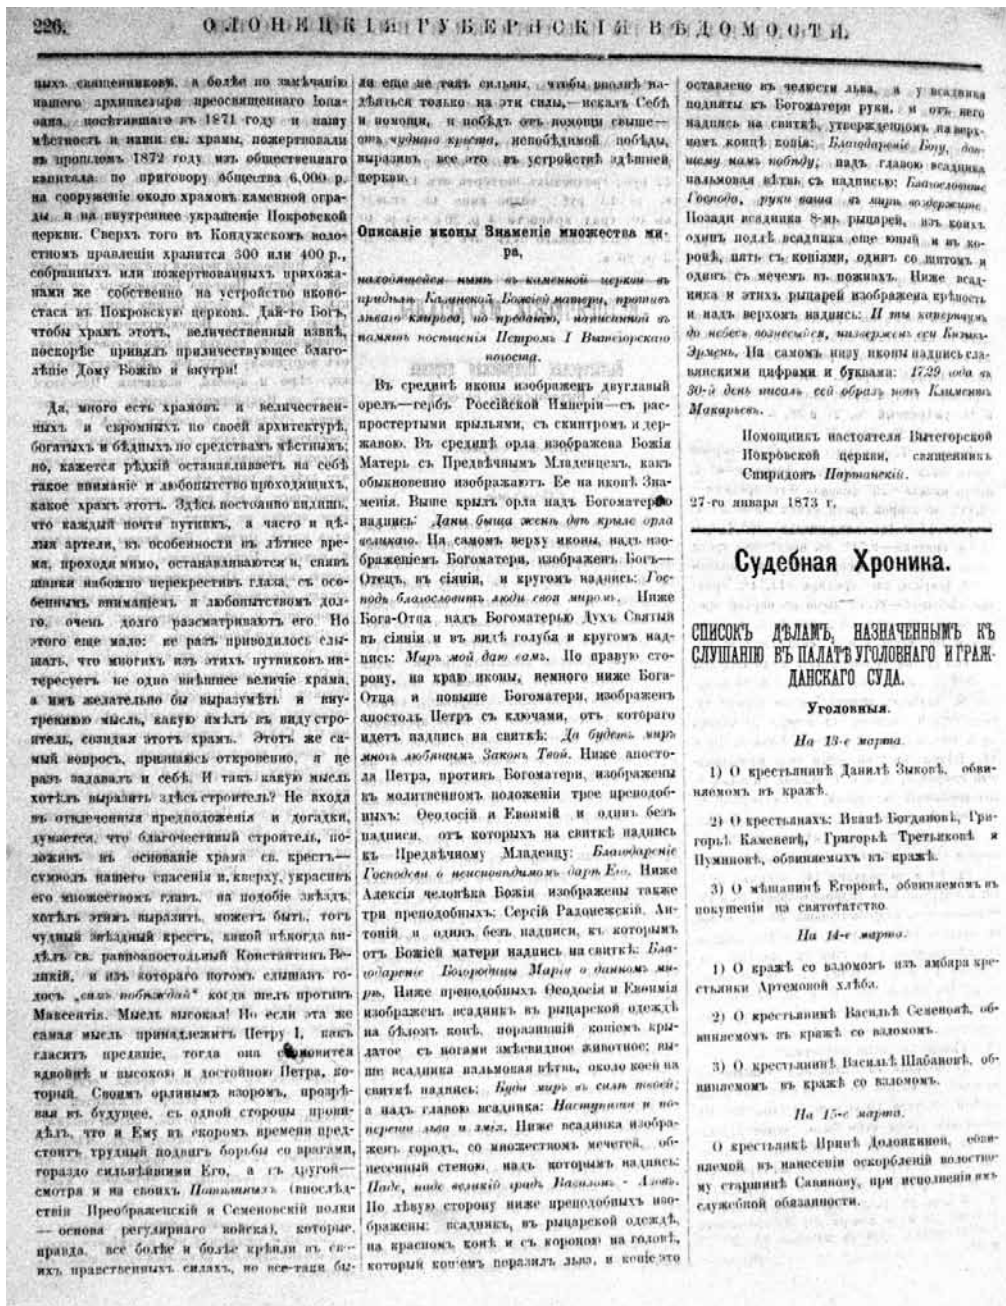 226.
ОЛОНЕЦКІЯ ГУБЕРНСКІЯ ВѢДОМОСТИ.
ныхъ священниковъ, а болѣе по замѣчанію
нашего архипастыря преосвященнаго Іона-
ѳана, посѣтившаго въ 1871 году и нашу
мѣстность и наши св. храмы, пожертвовали
въ прошломъ 1872 году изъ общественнаго
капитала по приговору общества 6,000 р.
на сооруженіе около храмовъ каменной огра-
ды и на внутреннее украшеніе Покровской
церкви. Сверхъ того въ Кондужскомъ воло-
стномъ правленіи хранится 300 или 400 р.,
собранныхъ или пожертвованныхъ прихожа-
нами же собственно на устройство иконо-
стаса въ Покровскую церковь. Дай-то Богъ,
чтобы храмъ этотъ, величественный извнѣ,
поскорѣе принялъ приличествующее благо-
лѣпіе Дому Божію и внутри!
Да, много есть храмовъ и величествен-
ныхъ и скромныхъ по своей архитектурѣ,
богатыхъ и бѣдныхъ по средствамъ мѣстнымъ;
но, кажется рѣдкій останавливаетъ на себѣ
такое вниманіе и любопытство проходящихъ,
какое храмъ этотъ. Здѣсь постоянно видишь,
что каждый почти путникъ, а часто и цѣ-
лыя артели, въ особенности въ лѣтнее вре-
мя, проходя мимо, останавливаются и, снявъ
шапки набожно перекрестивъ глаза, съ осо-
беннымъ вниманіемъ и любопытствомъ дол-
го, очень долго разсматриваютъ его. Но
этого еще мало: не разъ приводилось слы-
шать, что многихъ изъ этихъ путниковъ ин-
тересуетъ не одно внѣшнее величіе храма,
а имъ желательно бы выразумѣть и вну-
треннюю мысль, какую имѣлъ въ виду стро-
итель, созидая этотъ храмъ. Этотъ же са-
мый вопросъ, признаюсь откровенно, я не
разъ задавалъ и себѣ. И такъ какую мысль
хотѣлъ выразить здѣсь строитель? Не входя
въ отвлеченныя предположенія и догадки,
думается, что благочестивый строитель, по-
ложивъ въ основаніе храма св. крестъ—
символъ нашего спасенія и, кверху, украсивъ
его множествомъ главъ, на подобіе звѣздъ,
хотѣлъ этимъ выразить, можетъ быть, тотъ
чудный звѣздный крестъ, какой нѣкогда ви-
дѣлъ св. равноапостольный Константинъ Ве-
ликій, и изъ котораго потомъ слышанъ го-
лосъ „симъ побѣждай“ когда шелъ противъ
Максентія. Мысль высокая! Но если эта же
самая мысль принадлежитъ Петру I, какъ
гласитъ преданіе, тогда она становится
вдвойнѣ и высокою и достойною Петра, ко-
торый. Своимъ орлинымъ взоромъ, прозрѣ-
вая въ будущее, съ одной стороны прови-
дѣлъ, что и Ему въ скоромъ времени пред-
стоитъ трудный подвигъ борьбы со врагами,
гораздо сильнѣйшими Его, а съ другой—
смотря и на своихъ Потѣшныхъ (впослѣд-
ствіи Преображенскій и Семеновскій полки
— основа регулярнаго войска), которые,
правда, все болѣе и болѣе крѣпли въ сво-
ихъ нравственныхъ силахъ, но все-таки бы-
ли еще не такъ сильны, чтобы вполнѣ на-
дѣяться только на эти силы,—искалъ Себѣ
и помощи, и побѣдъ отъ помощи свыше—
отъ чуднаго креста, непобѣдимой побѣды,
выразивъ все это въ устройствѣ здѣшней
церкви.
Описаніе иконы Знаменіе множества ми-
ра,
находящейся нынѣ въ каменной церкви въ
придѣлѣ Казанской Божіей матери, противъ
лѣваго клироса, по преданію, написанной въ
память посѣщенія Петромъ I Вытегорскаго
погоста.
Въ срединѣ иконы изображенъ двуглавый
орелъ—гербъ Россійской Имперіи—съ рас-
простертыми крыльями, съ скипетромъ и дер-
жавою. Въ срединѣ орла изображена Божія
Матерь съ Предвѣчнымъ Младенцемъ, какъ
обыкновенно изображаютъ Ее на иконѣ Зна-
менія. Выше крылъ орла надъ Богоматерью
надпись: Даны быша женѣ двѣ крылѣ орла
великаго. На самомъ верху иконы, надъ изо-
браженіемъ Богоматери, изображенъ Богъ—
Отецъ, въ сіяніи, и кругомъ надпись: Гос-
подь благословитъ люди своя миромъ. Ниже
Бога-Отца надъ Богоматерью Духъ Святый
въ сіяніи и въ видѣ голубя и кругомъ над-
пись: Миръ мой даю вамъ. По правую сто-
рону, на краю иконы, немного ниже Бога-
Отца и повыше Богоматери, изображенъ
апостолъ Петръ съ ключами, отъ котораго
идетъ надпись на свиткѣ: Да будетъ миръ
многъ любящимъ Законъ Твой. Ниже апосто-
ла Петра, противъ Богоматери, изображены
въ молитвенномъ положеніи трое преподоб-
ныхъ: Ѳеодосій и Евѳимій и одинъ безъ
надписи, отъ которыхъ на свиткѣ надпись
къ Предвѣчному Младенцу: Благодареніе
Господеви о неисповѣдимомъ дарѣ Его. Ниже
Алексія человѣка Божія изображены также
три преподобныхъ: Сергій Радонежскій, Ан-
тоній и одинъ безъ надписи, къ которымъ
отъ Божіей матери надпись на свиткѣ: Бла-
годареніе Богородицы Маріи о данномъ ми-
рѣ. Ниже преподобныхъ Ѳеодосія и Евѳимія
изображенъ всадникъ въ рыцарской одеждѣ
на бѣломъ конѣ, поразившій копіемъ кры-
латое съ ногами змѣевидное животное; вы-
ше всадника пальмовая вѣтвь, около коей на
свиткѣ надпись: Буди миръ въ силѣ твоей;
а надъ главою всадника: Наступиши и по-
переши льва и змія. Ниже всадника изобра-
женъ городъ, со множествомъ мечетей, об-
несенный стеною, надъ которымъ надпись:
Паде, паде великій градъ Вавилонъ - Азовъ.
По лѣвую сторону ниже преподобныхъ изо-
бражены: всадникъ, въ рыцарской одеждѣ,
на красномъ конѣ и съ короною на головѣ,
который копіемъ поразилъ льва, и копіе это
оставлено въ челюсти льва, а у всадника
подняты къ Богоматери руки, и отъ него
надпись на свиткѣ, утвержденномъ на верх-
номъ концѣ копія: Благодареніе Богу, дав-
шему намъ побѣду; надъ главою всадника
пальмовая вѣтвь съ надписью: Благословите
Господа, руки ваша въ миръ воздежите.
Позади всадника 8-мь рыцарей, изъ коихъ
одинъ подлѣ всадника еще юный и въ ко-
ронѣ, пять съ копіями, одинъ со щитомъ и
одинъ съ мечемъ въ ножнахъ. Ниже всад-
ника и этихъ рыцарей изображена крѣпость
и надъ верхомъ надпись: И ты Капернаумъ
до небесъ вознесыйся, низверженъ еси Кизикъ-
Эрмень. На самомъ низу иконы надпись сла-
вянскими цифрами и буквами: 1729 года въ
30-й день писалъ сей образъ попъ Климентъ
Макарьевъ.
Помощникъ настоятеля Вытегорской
Покровской церкви, священникъ
Спиридонъ
27-го января 1873 г.
Судебная Хроника.
СПИСОКЪ ДѢЛАМЪ, НАЗНАЧЕННЫМЪ КЪ
СЛУШАНІЮ ВЪ ПАЛАТѢ УГОЛОВНАГО И ГРАЖ-
ДАНСКАГО СУДА.
Уголовныя.
На 13-е марта.
1) О крестьянинѣ Данилѣ Зыковѣ, обви-
няемомъ въ кражѣ.
2) О крестьянахъ: Иванѣ Богдановѣ, Гри-
горьѣ Каменевѣ, Григорьѣ Третьяковѣ и
Пуминовѣ, обвиняемыхъ въ кражѣ.
3) О мѣщанинѣ Егоровѣ, обвиняемомъ въ
покушеніи на святотатство.
На 14-е марта.
1) О кражѣ со взломомъ изъ амбара кре-
стьянки Артемовой хлѣба.
2) О крестьянинѣ Васильѣ Семеновѣ, об-
виняемомъ въ кражѣ со взломомъ.
3) О крестьянинѣ Васильѣ Шабановѣ, об-
виняемомъ въ кражѣ со взломомъ.
На 15-е марта.
О крестьянкѣ Иринѣ Долонкиной, обви-
няемой въ нанесеніи оскорбленій волостно-
му старшинѣ Савинову, при исполненіи имъ
служебной обязанности.